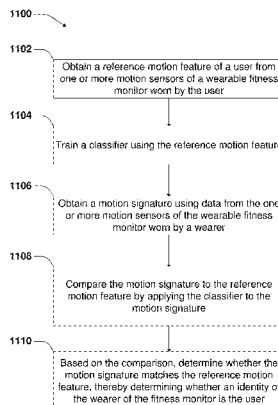 1100
1102
Obtain a reference motion feature of a user from
one or more motion sensors of a wearable fitness
monitor worn by the user
1104
Train a classifier using the reference motion feature
1106
Obtain a motion signature using data from the one
or more motion sensors of the wearable fitness
monitor worn by a wearer
1108
Compare the motion signature to the reference
motion feature by applying the classifier to the
motion signature
1110
Based on the comparison, determine whether the
motion signature matches the reference motion
feature, thereby determining whether an identity of
the wearer of the fitness monitor is the user